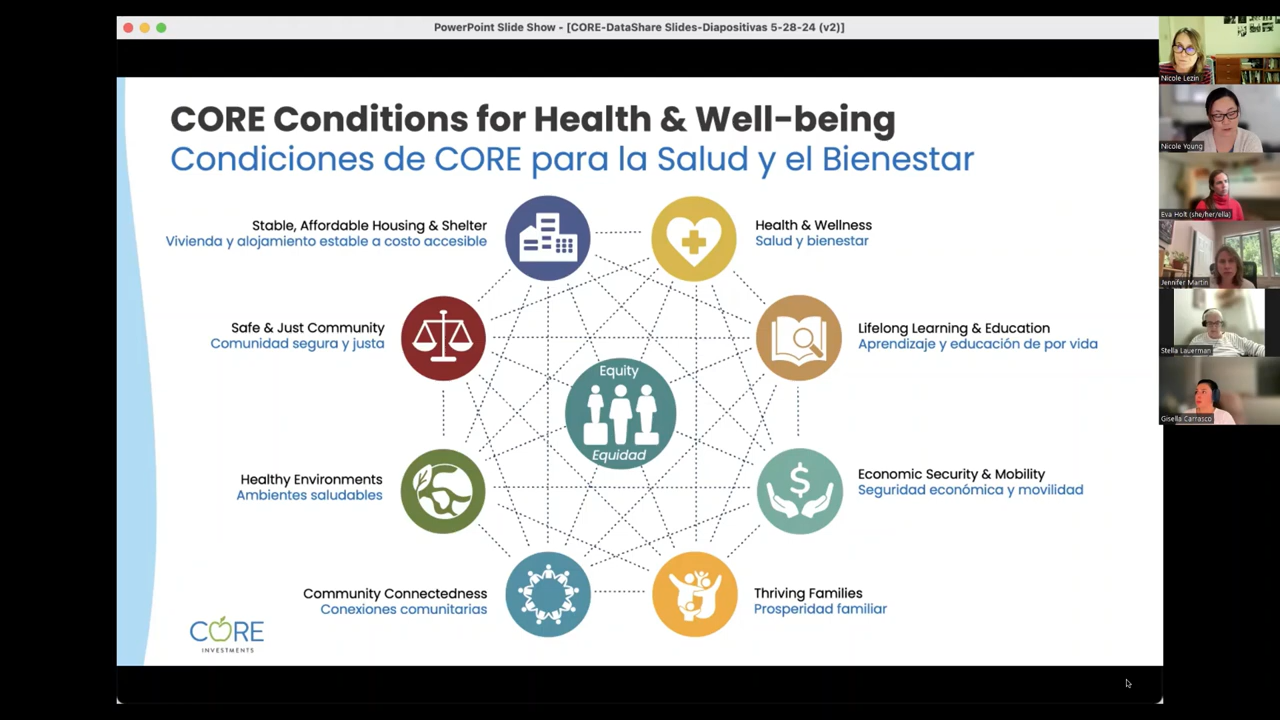 PowerPoint Slide Show - [CORE-DataShare Slides-Diapositivas 5-28-24 (v2)]
CORE Conditions for Health & Well-being
Condiciones de CORE para la Salud y el Bienestar
Stable, Affordable Housing & Shelter
Vivienda y alojamiento estable a costo accesible
Health & Wellness
Salud y bienestar
Safe & Just Community
Comunidad segura y justa
Lifelong Learning & Education
Aprendizaje y educación de por vida
Equity
Equidad
Healthy Environments
Ambientes saludables
Economic Security & Mobility
Seguridad económica y movilidad
Community Connectedness
Conexiones comunitarias
Thriving Families
Prosperidad familiar
CORE
INVESTMENTS
Nicole Lezin
Nicole Young
Eva Holt (she/her/ella)
Jennifer Martin
Stella Lauerman
Gisella Carrasco